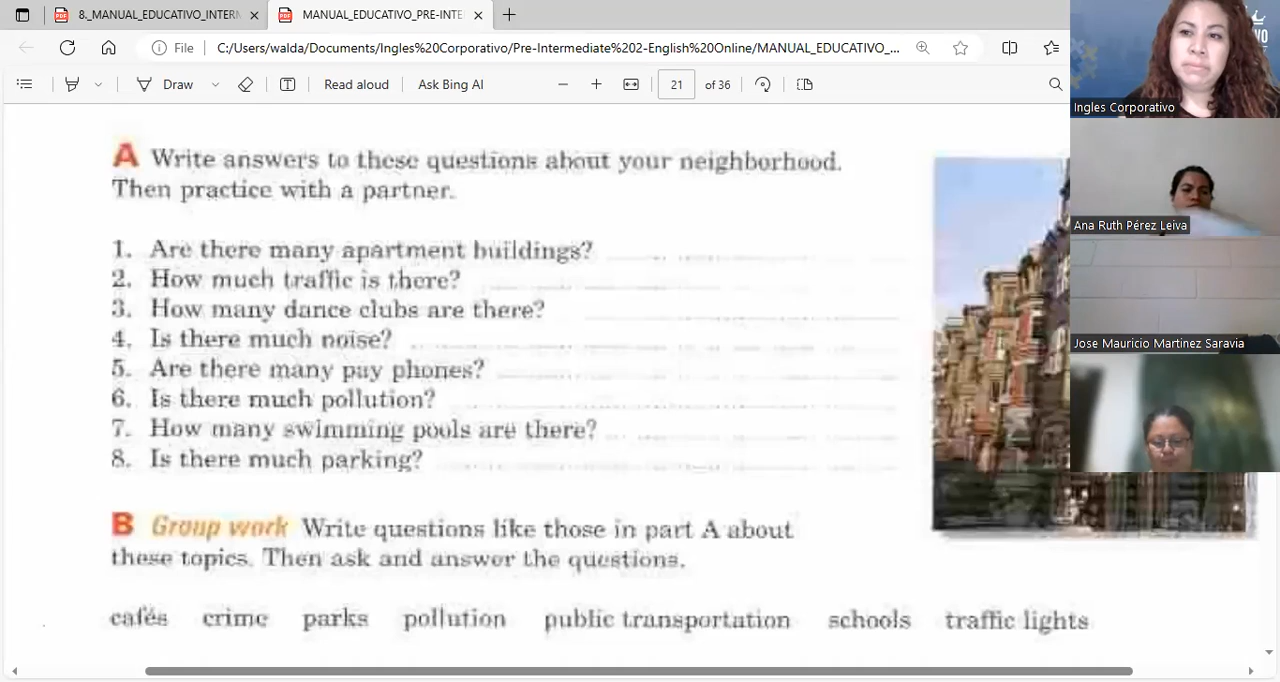 8._MANUAL_EDUCATIVO_INTERN
MANUAL_EDUCATIVO_PRE-INTE
File
C:/Users/walda/Documents/Ingles%20Corporativo/Pre-Intermediate%202-English%20Online/MANUAL_EDUCATIVO_...
Draw
Read aloud
Ask Bing AI
21 of 36
A Write answers to these questions about your neighborhood.
Then practice with a partner.
1. Are there many apartment buildings?
2. How much traffic is there?
3. How many dance clubs are there?
4. Is there much noise?
5. Are there many pay phones?
6. Is there much pollution?
7. How many swimming pools are there?
8. Is there much parking?
B Group work Write questions like those in part A about
these topics. Then ask and answer the questions.
cafés crime parks pollution public transportation schools traffic lights
Ingles Corporativo
Ana Ruth Pérez Leiva
Jose Mauricio Martinez Saravia